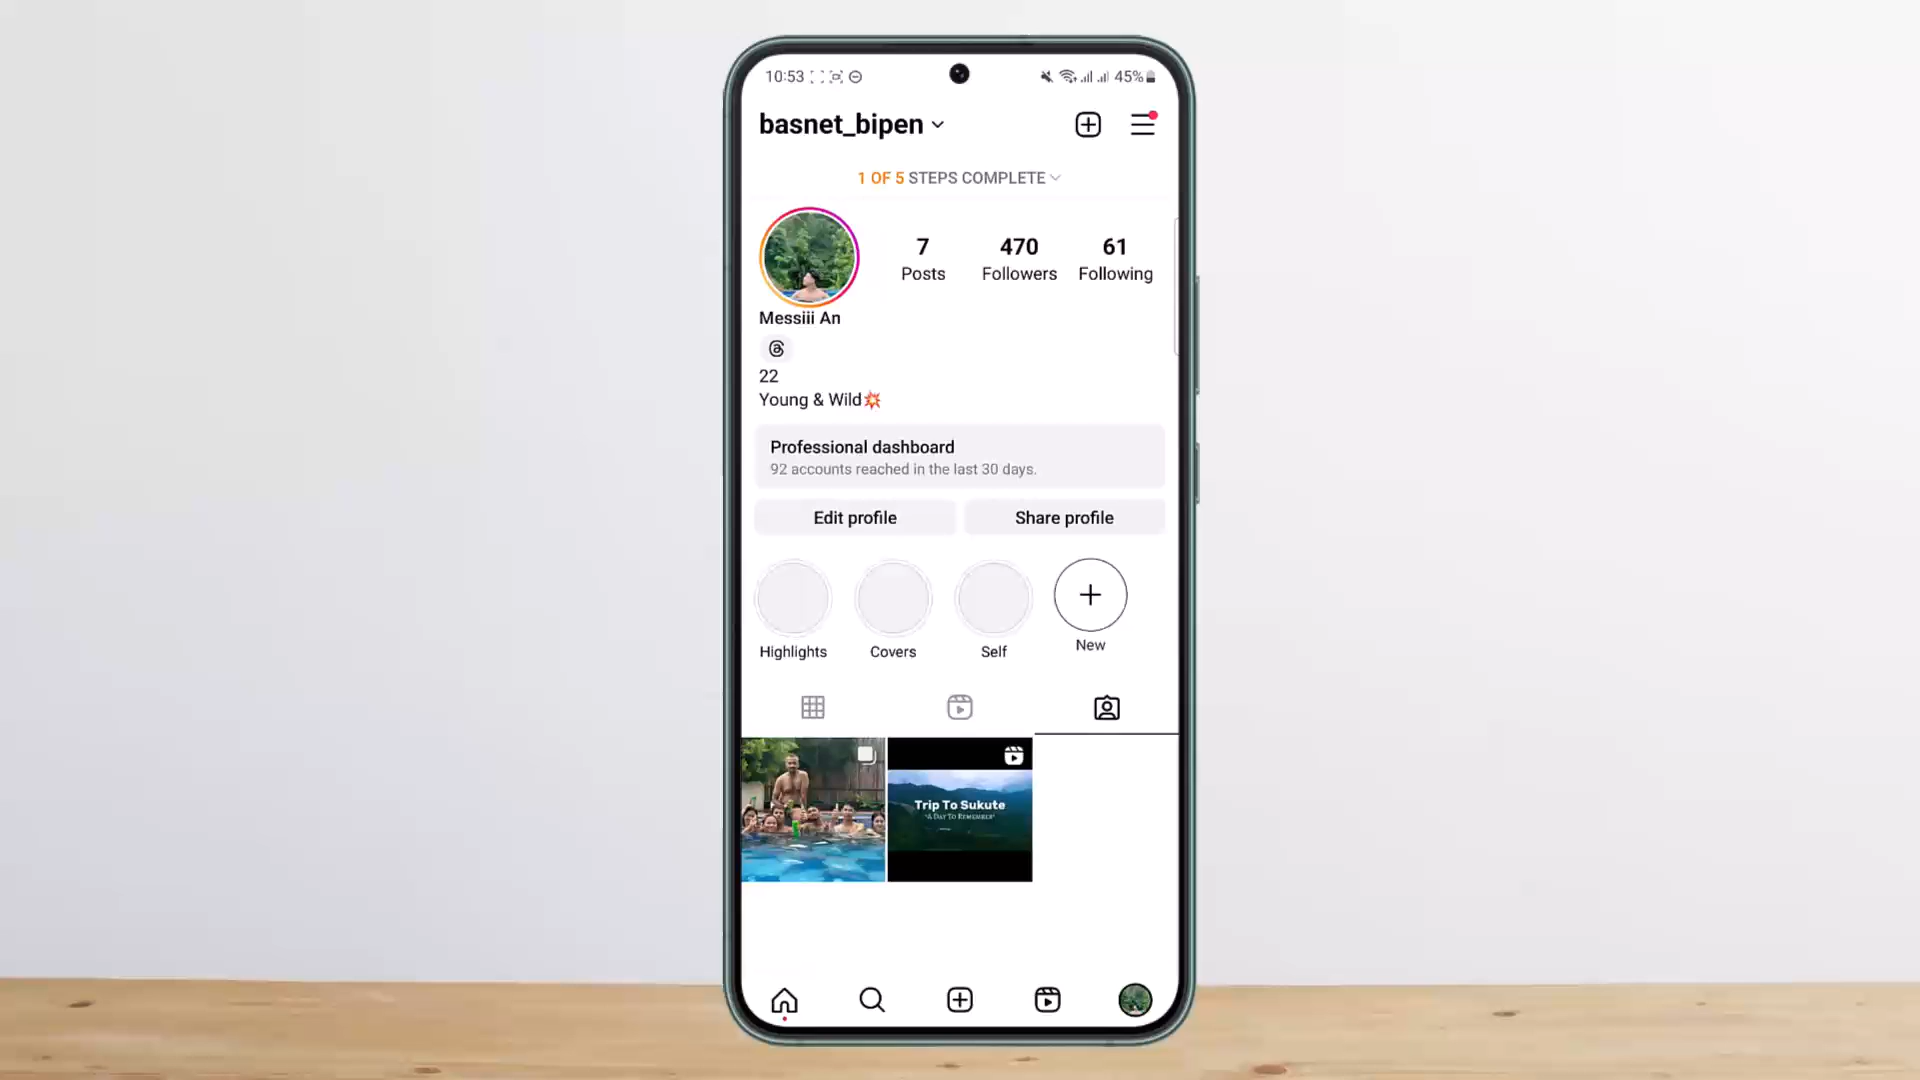 10:53
45%
basnet_bipen
1 OF 5 STEPS COMPLETE
7
Posts
470
Followers
61
Following
Messiii An
22
Young & Wild💥
Professional dashboard
92 accounts reached in the last 30 days.
Edit profile
Share profile
Highlights
Covers
Self
New
Trip To Sukute
"A Day To Remember"